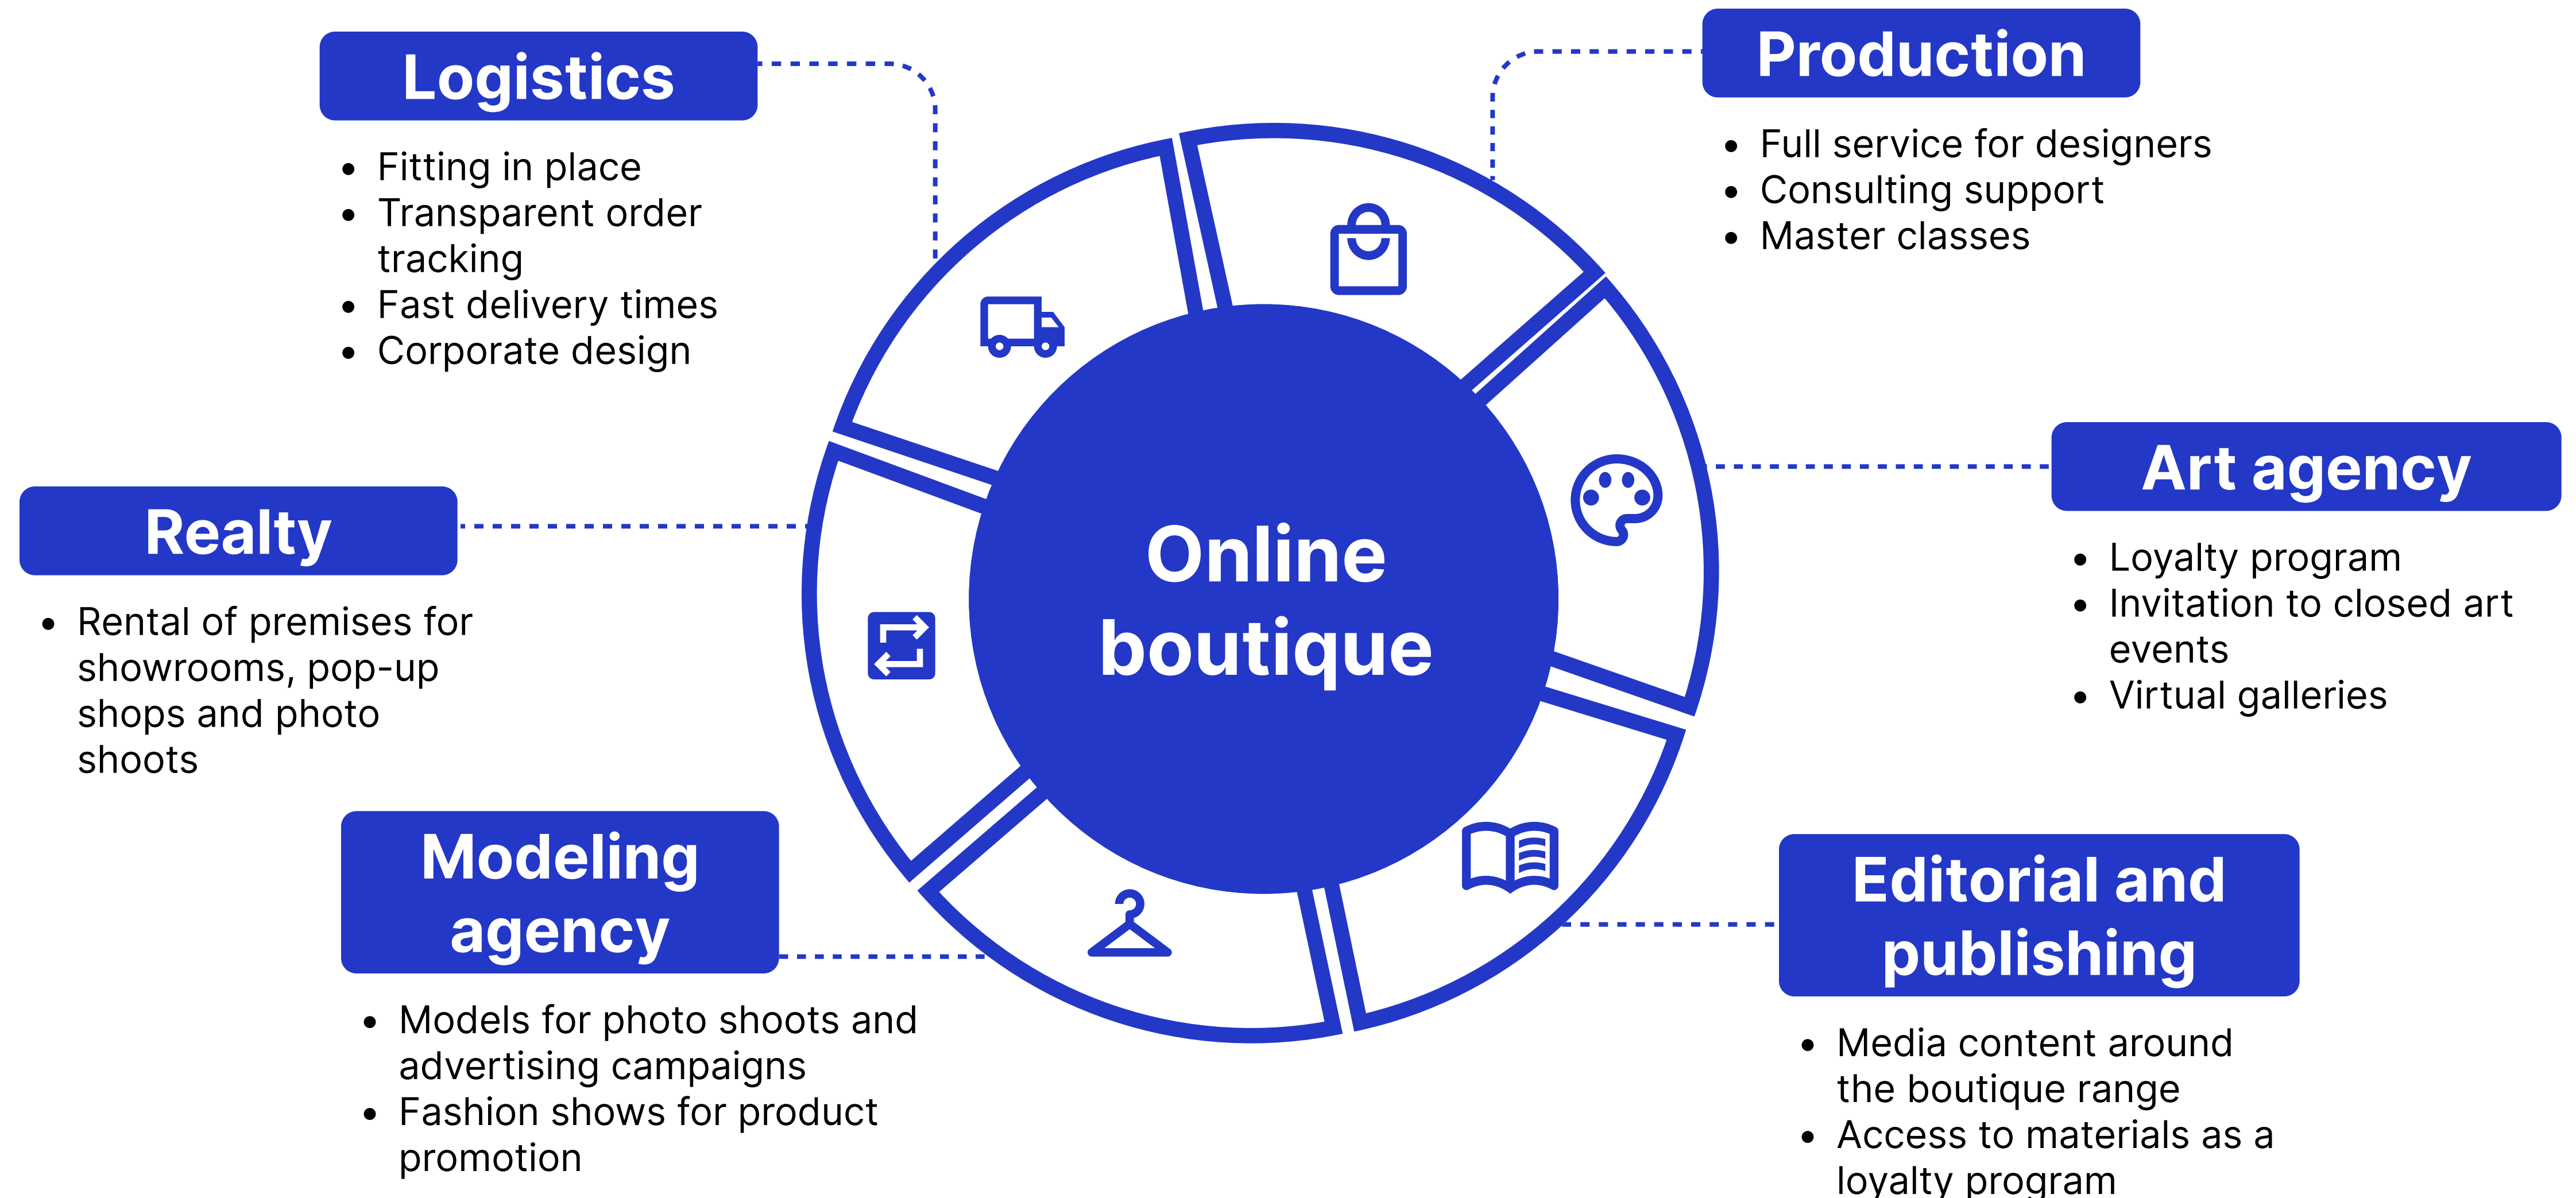 Logistics
Fitting in place
Transparent order
tracking
Fast delivery times
Corporate design
Production
Full service for designers
Consulting support
Master classes
Realty
Rental of premises for
showrooms, pop-up
shops and photo
shoots
Online
boutique
Art agency
Loyalty program
Invitation to closed art
events
Virtual galleries
Modeling
agency
Models for photo shoots and
advertising campaigns
Fashion shows for product
promotion
Editorial and
publishing
Media content around
the boutique range
Access to materials as a
loyalty program